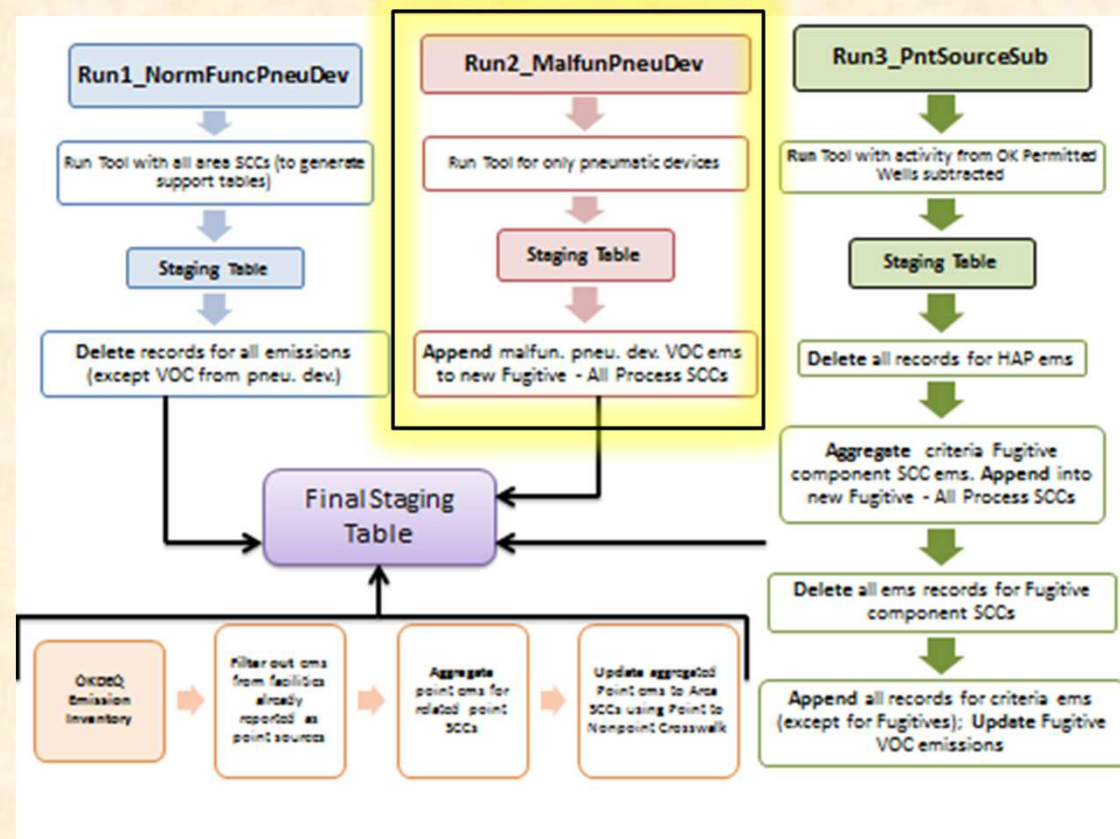 Run1_NormFuncPneuDev
Run Tool with all area SCCs (to generate
support tables)
Staging Table
Delete records for all emissions
(except VOC from pneu. dev.)
Run2_MalfunPneuDev
Run Tool for only pneumatic devices
Staging Table
Append malfun. pneu. dev. VOC ems
to new Fugitive - All Process SCCs
Run3_PntSourceSub
Run Tool with activity from OK Permitted
Wells subtracted
Staging Table
Delete all records for HAP ems
Aggregate criteria Fugitive
component SCC ems. Append into
new Fugitive - All Process SCCs
Delete all ems records for Fugitive
component SCCs
Append all records for criteria ems
(except for Fugitives); Update Fugitive
VOC emissions
Final Staging
Table
OKDEQ
Emission
Inventory
Filter out ems
from facilities
already
reported as
point sources
Aggregate
point ems for
related point
SCCs
Update aggregated
Point ems to Area
SCCs using Point to
Nonpoint Crosswalk